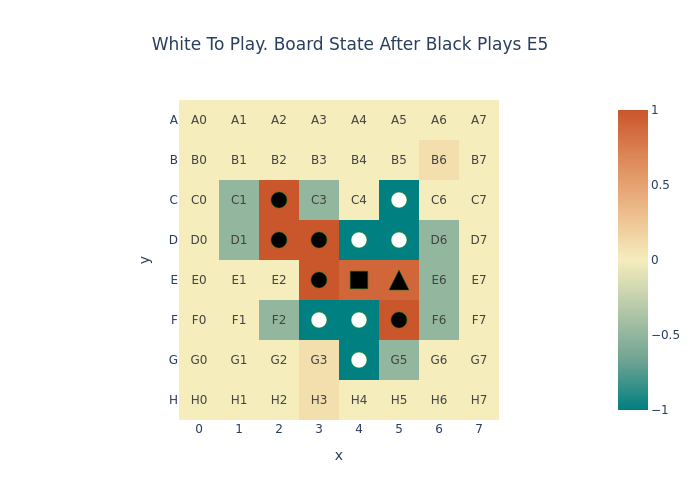 White To Play. Board State After Black Plays E5
A A0 A1 A2 A3 A4 A5 A6 A7
B B0 B1 B2 B3 B4 B5 B6 B7
C C0 C1 C3 C4 C6 C7
D D0 D1 D6 D7
E E0 E1 E2 E6 E7
F F0 F1 F2 F6 F7
G G0 G1 G2 G3 G5 G6 G7
H H0 H1 H2 H3 H4 H5 H6 H7
0 1 2 3 4 5 6 7
x
y
1
0.5
0
−0.5
−1